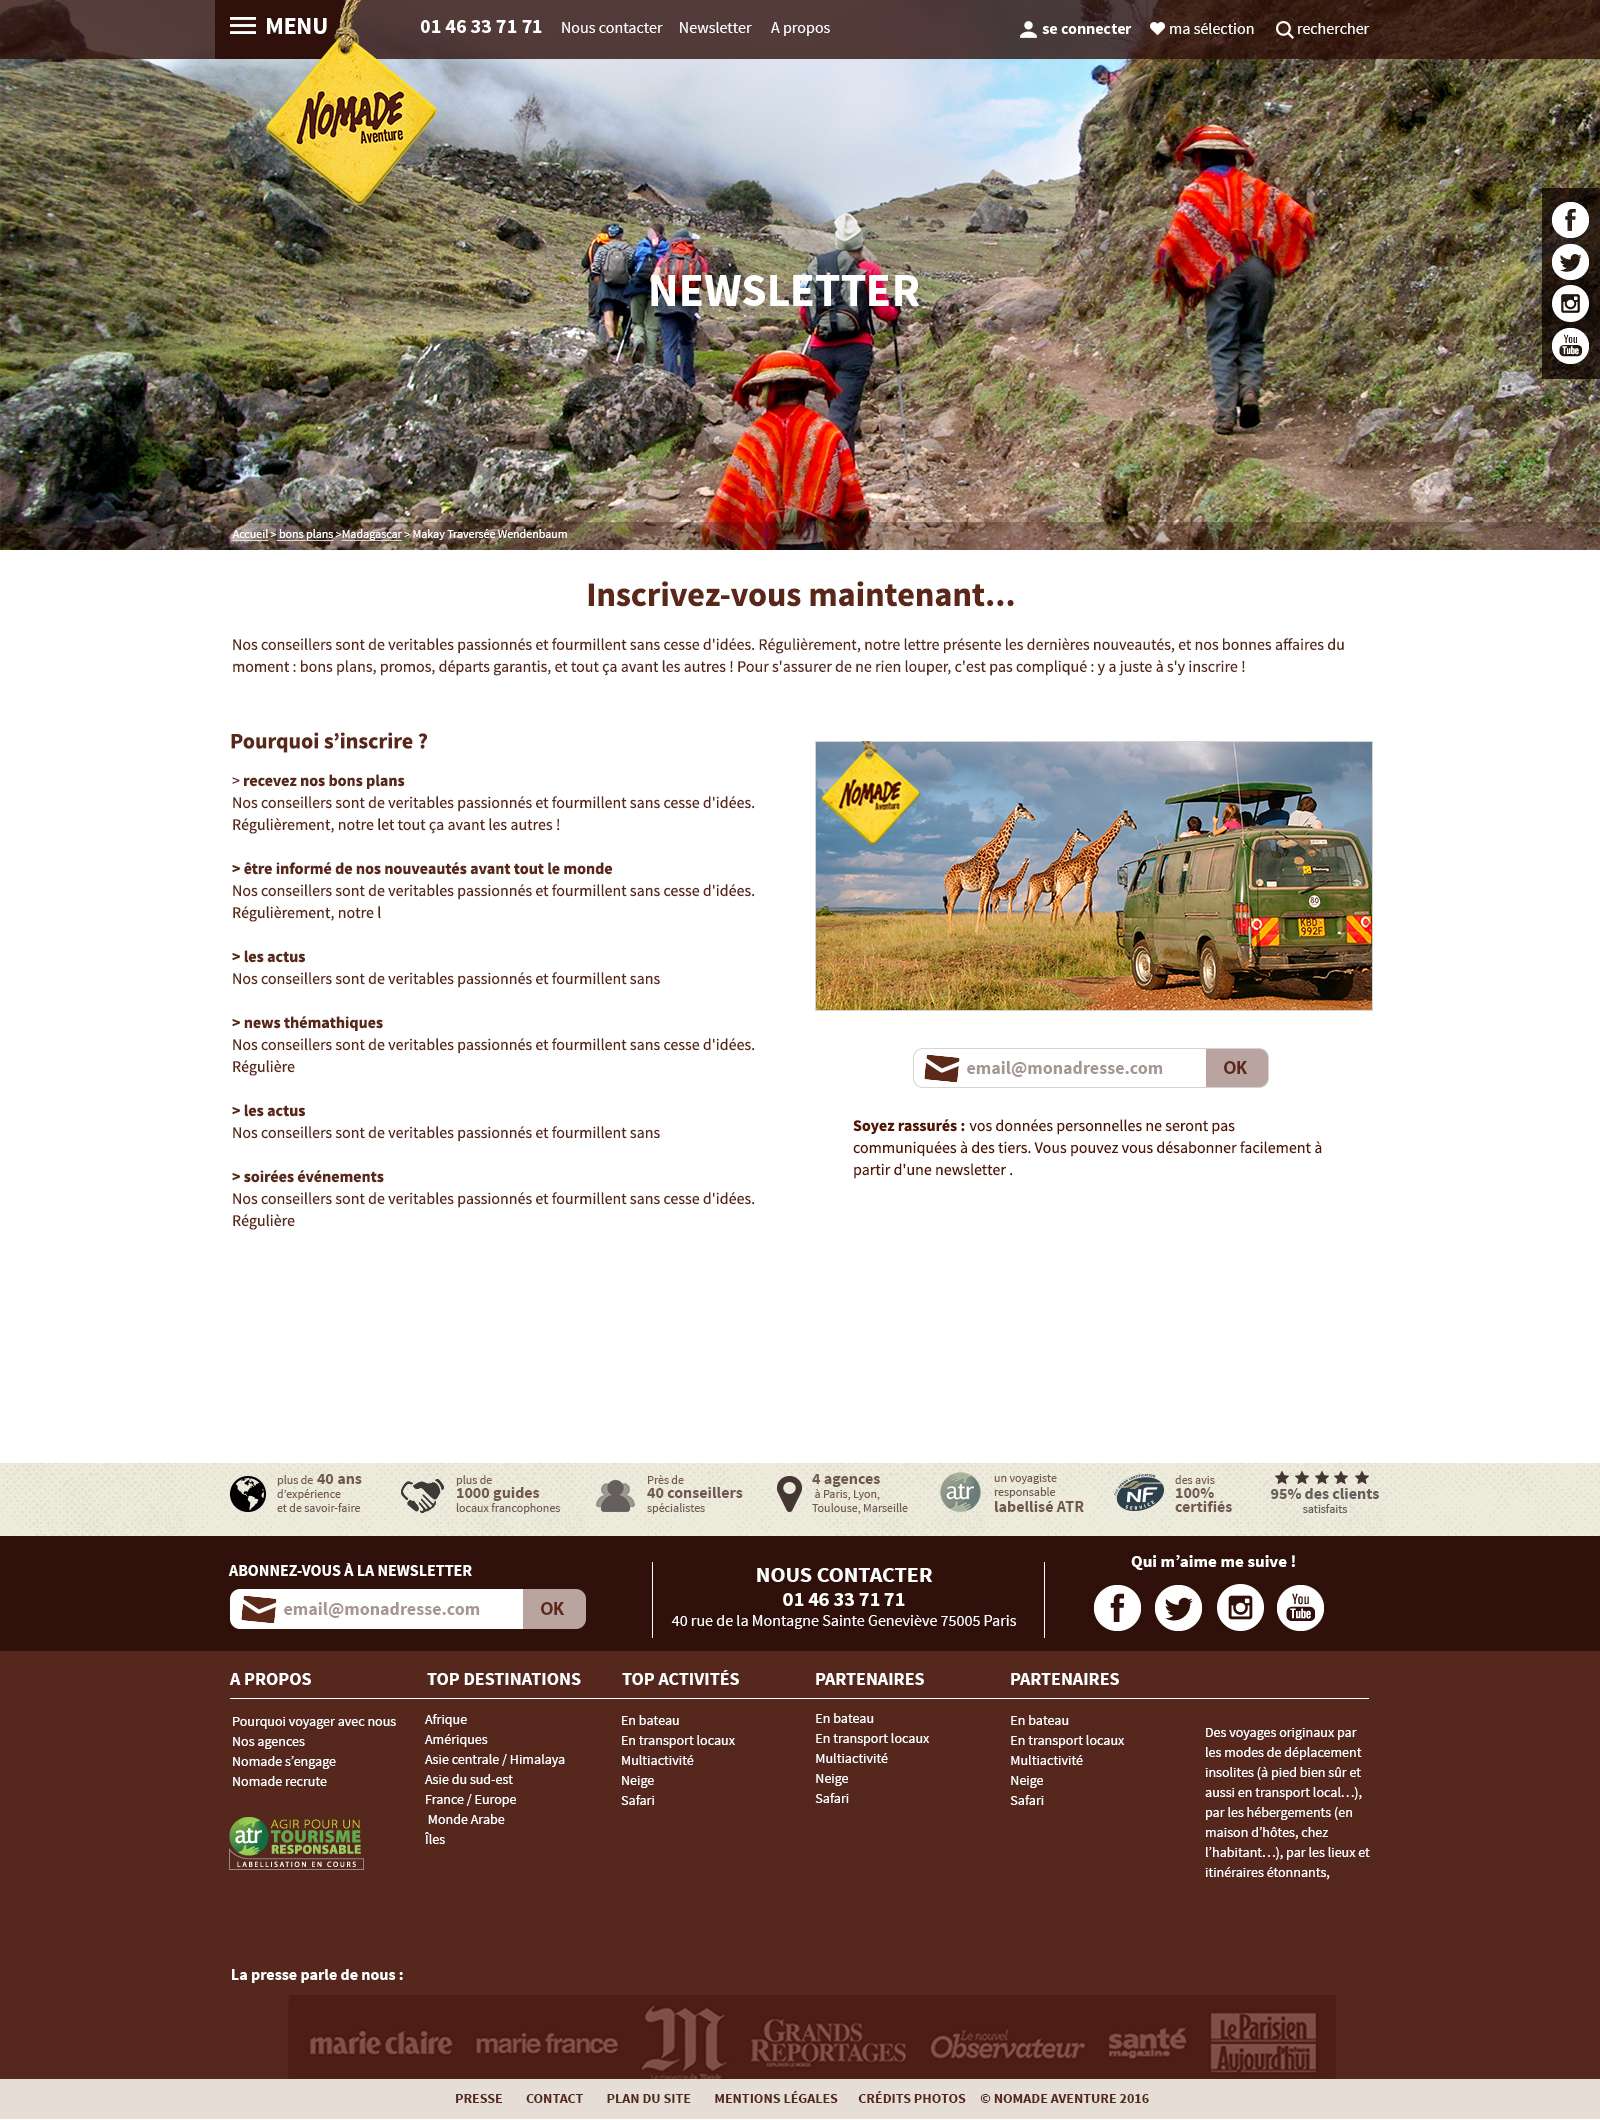 MENU
01 46 33 71 71 Nous contacter Newsletter A propos
se connecter ma sélection rechercher
NOMADE
Aventure
NEWSLETTER
Accueil > bons plans >Madagascar > Makay Traversée Wendenbaum
Inscrivez-vous maintenant...
Nos conseillers sont de veritables passionnés et fourmillent sans cesse d'idées. Régulièrement, notre lettre présente les dernières nouveautés, et nos bonnes affaires du
moment : bons plans, promos, départs garantis, et tout ça avant les autres ! Pour s'assurer de ne rien louper, c'est pas compliqué : y a juste à s'y inscrire !
Pourquoi s’inscrire ?
> recevez nos bons plans
Nos conseillers sont de veritables passionnés et fourmillent sans cesse d'idées.
Régulièrement, notre let tout ça avant les autres !
> être informé de nos nouveautés avant tout le monde
Nos conseillers sont de veritables passionnés et fourmillent sans cesse d'idées.
Régulièrement, notre l
> les actus
Nos conseillers sont de veritables passionnés et fourmillent sans
> news thémathiques
Nos conseillers sont de veritables passionnés et fourmillent sans cesse d'idées.
Régulière
> les actus
Nos conseillers sont de veritables passionnés et fourmillent sans
> soirées événements
Nos conseillers sont de veritables passionnés et fourmillent sans cesse d'idées.
Régulière
NOMADE
Aventure
60
KBD
992F
email@monadresse.com OK
Soyez rassurés : vos données personnelles ne seront pas
communiquées à des tiers. Vous pouvez vous désabonner facilement à
partir d'une newsletter .
plus de 40 ans
d’expérience
et de savoir-faire
plus de
1000 guides
locaux francophones
Près de
40 conseillers
spécialistes
4 agences
à Paris, Lyon,
Toulouse, Marseille
atr
un voyagiste
responsable
labellisé ATR
NF
SERVICE
des avis
100%
certifiés
95% des clients
satisfaits
ABONNEZ-VOUS À LA NEWSLETTER
email@monadresse.com OK
NOUS CONTACTER
01 46 33 71 71
40 rue de la Montagne Sainte Geneviève 75005 Paris
Qui m’aime me suive !
You
Tube
You
Tube
A PROPOS
Pourquoi voyager avec nous
Nos agences
Nomade s’engage
Nomade recrute
atr
AGIR POUR UN
TOURISME
RESPONSABLE
LABELLISATION EN COURS
TOP DESTINATIONS
Afrique
Amériques
Asie centrale / Himalaya
Asie du sud-est
France / Europe
Monde Arabe
Îles
TOP ACTIVITÉS
En bateau
En transport locaux
Multiactivité
Neige
Safari
PARTENAIRES
En bateau
En transport locaux
Multiactivité
Neige
Safari
PARTENAIRES
En bateau
En transport locaux
Multiactivité
Neige
Safari
Des voyages originaux par
les modes de déplacement
insolites (à pied bien sûr et
aussi en transport local…),
par les hébergements (en
maison d’hôtes, chez
l’habitant…), par les lieux et
itinéraires étonnants,
La presse parle de nous :
marie claire
marie france
M
GRANDS
REPORTAGES
Le nouvel
Observateur
santé
magazine
Le Parisien
Aujourd'hui
PRESSE CONTACT PLAN DU SITE MENTIONS LÉGALES CRÉDITS PHOTOS © NOMADE AVENTURE 2016